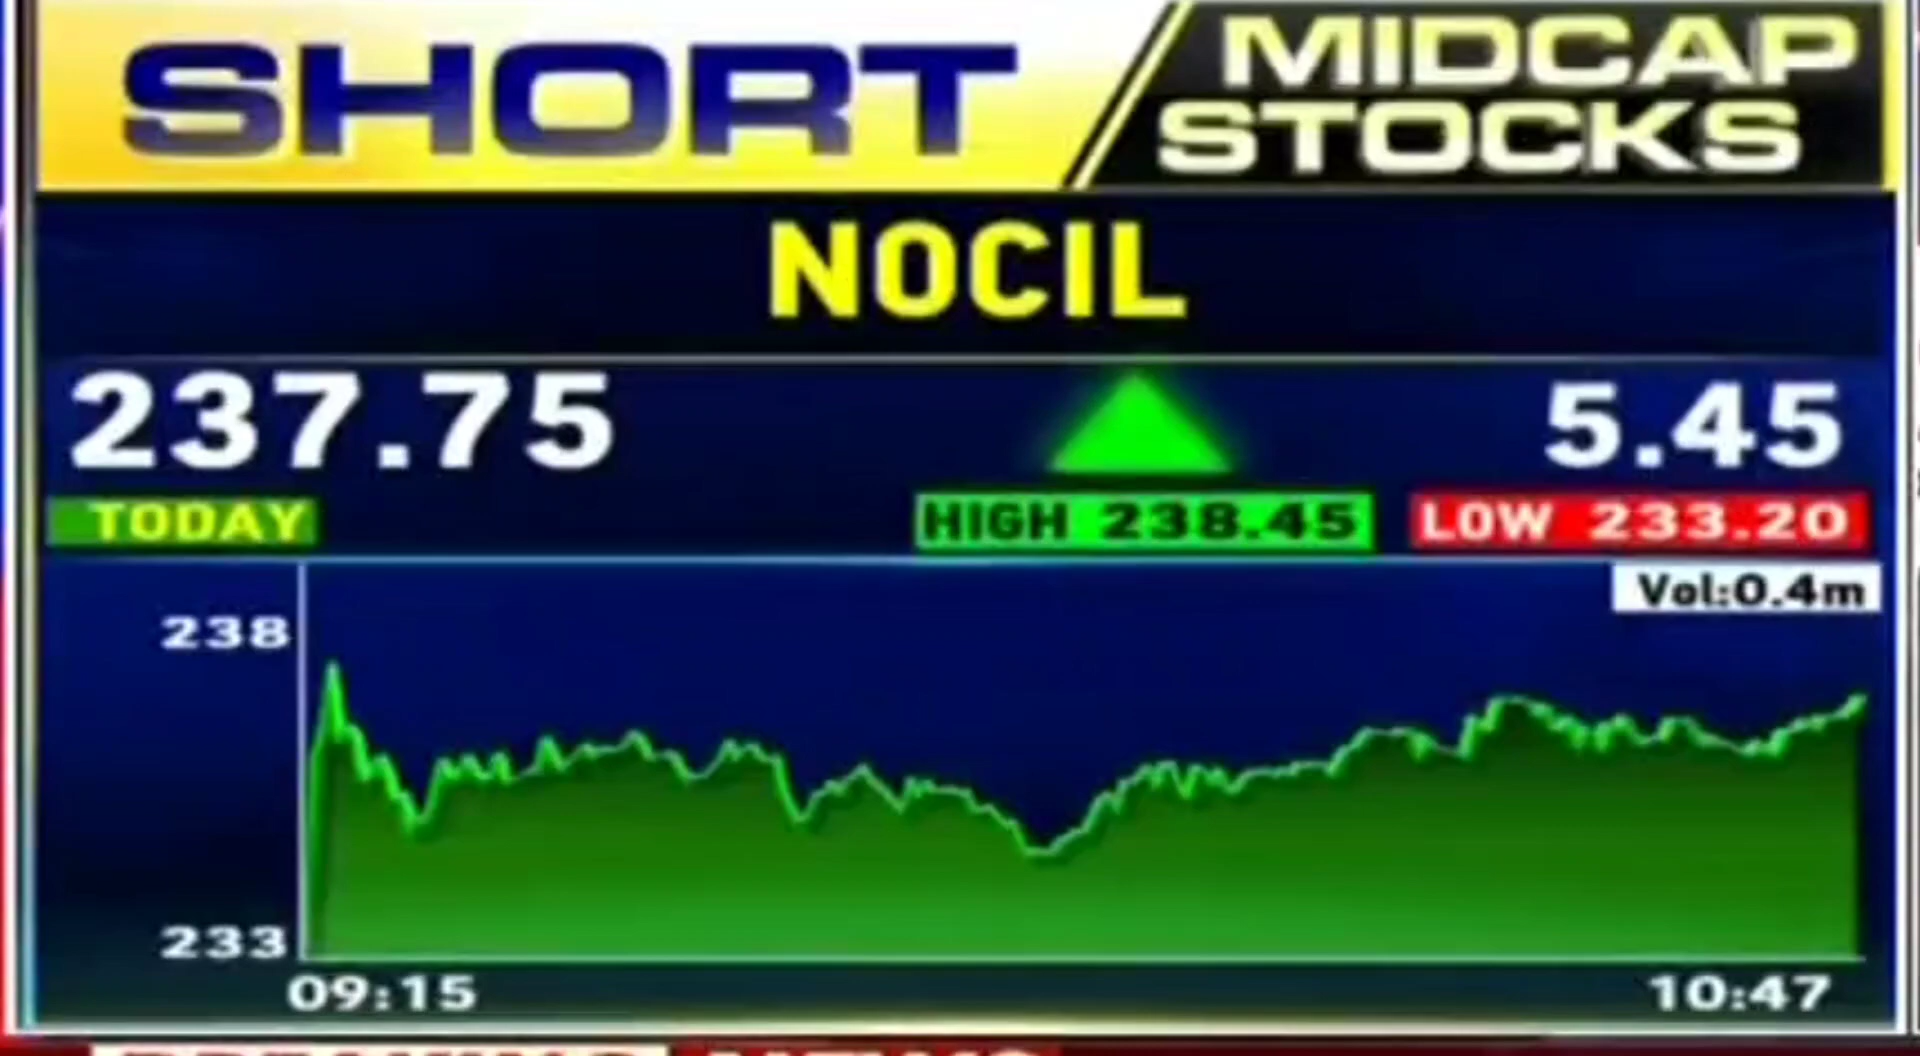 SHORT
MIDCAP
STOCKS
NOCIL
237.75 5.45
TODAY HIGH 238.45 LOW 233.20
Vol:0.4m
238
233
09:15 10:47